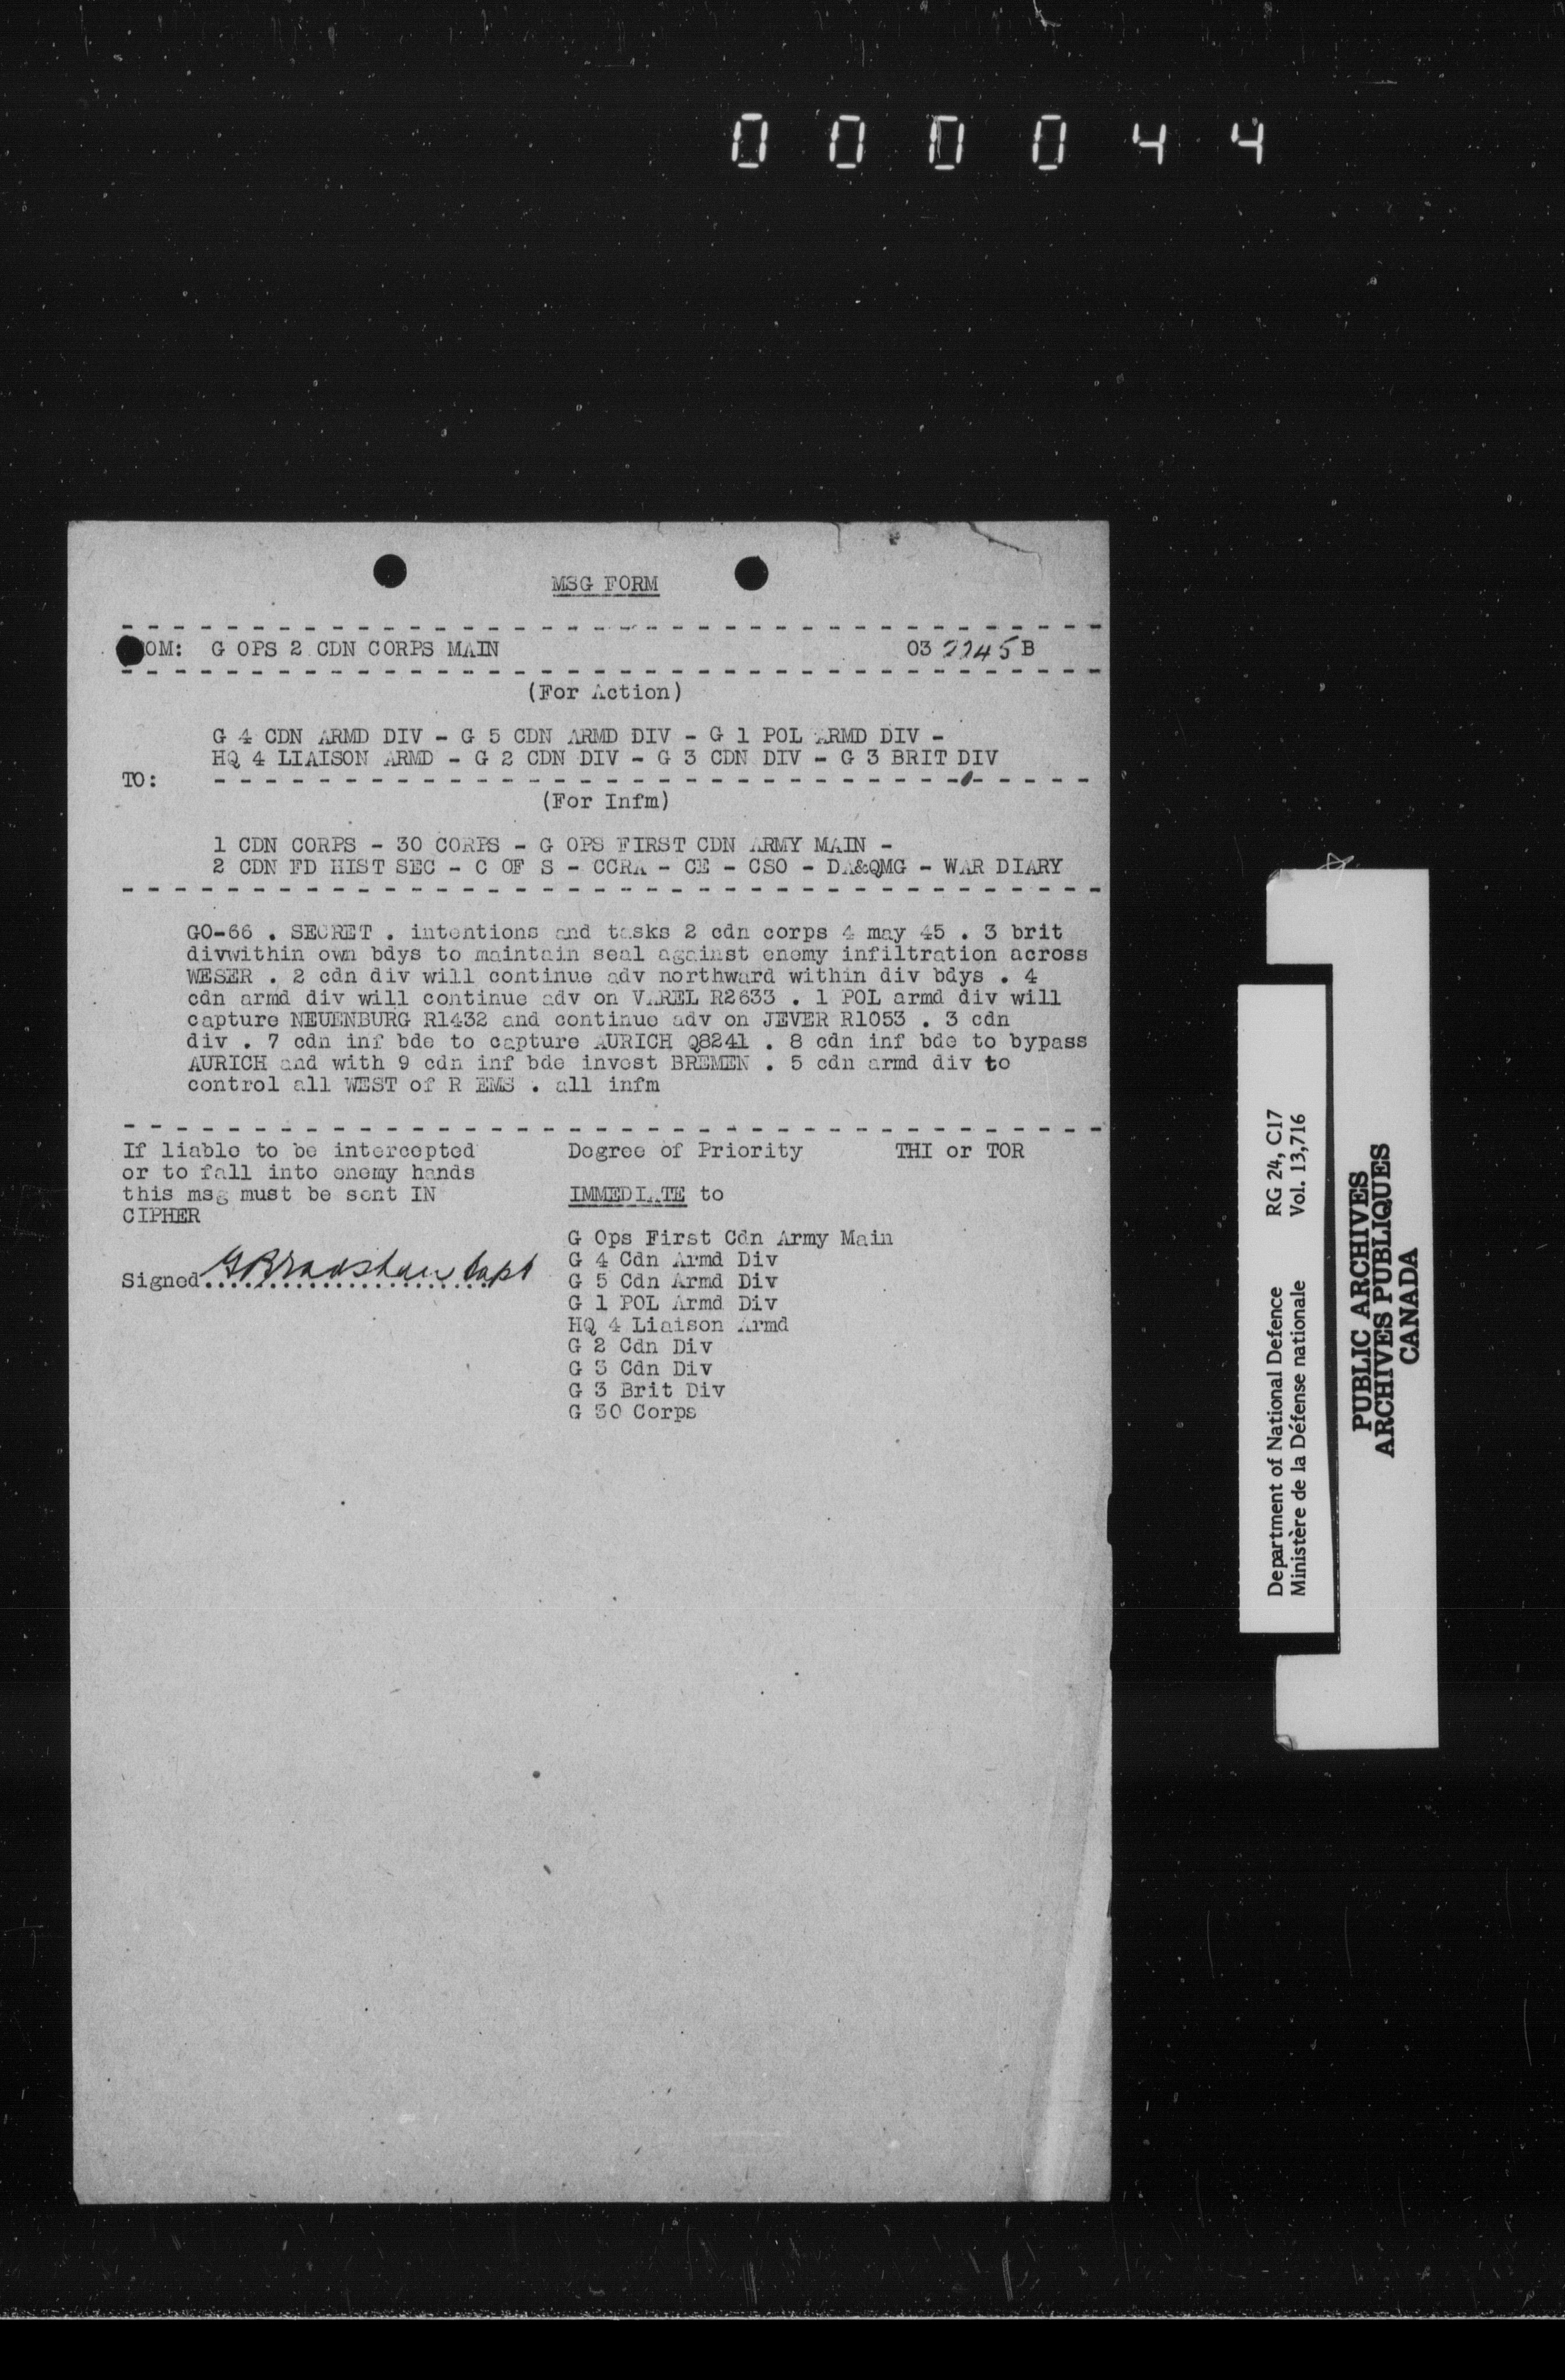 000044
MSG FORM
OM: G OPS 2 CDN CORPS MAIN 03 2245 B
(For Action)
G 4 CDN ARMD DIV - G 5 CDN ARMD DIV - G 1 POL ARMD DIV -
HQ 4 LIAISON ARMD - G 2 CDN DIV - G 3 CDN DIV - G 3 BRIT DIV
TO:
(For Infm)
1 CDN CORPS - 30 CORPS - G OPS FIRST CDN ARMY MAIN -
2 CDN FD HIST SEC - C OF S - CCRA - CE - CSO - DA&QMG - WAR DIARY
GO-66 . SECRET . intentions and tasks 2 cdn corps 4 may 45 . 3 brit
divwithin own bdys to maintain seal against enemy infiltration across
WESER . 2 cdn div will continue adv northward within div bdys . 4
cdn armd div will continue adv on VAREL R2633 . 1 POL armd div will
capture NEUENBURG R1432 and continue adv on JEVER R1053 . 3 cdn
div . 7 cdn inf bde to capture AURICH Q8241 . 8 cdn inf bde to bypass
AURICH and with 9 cdn inf bde invest BREMEN . 5 cdn armd div to
control all WEST of R EMS . all infm
If liable to be intercepted
or to fall into enemy hands
this msg must be sent IN
CIPHER
Signed GBradshaw Capt
Degree of Priority
IMMEDIATE to
G Ops First Cdn Army Main
G 4 Cdn Armd Div
G 5 Cdn Armd Div
G 1 POL Armd Div
HQ 4 Liaison Armd
G 2 Cdn Div
G 3 Cdn Div
G 3 Brit Div
G 30 Corps
THI or TOR
Department of National Defence RG 24, C17
Ministère de la Défense nationale Vol. 13,716
PUBLIC ARCHIVES
ARCHIVES PUBLIQUES
CANADA